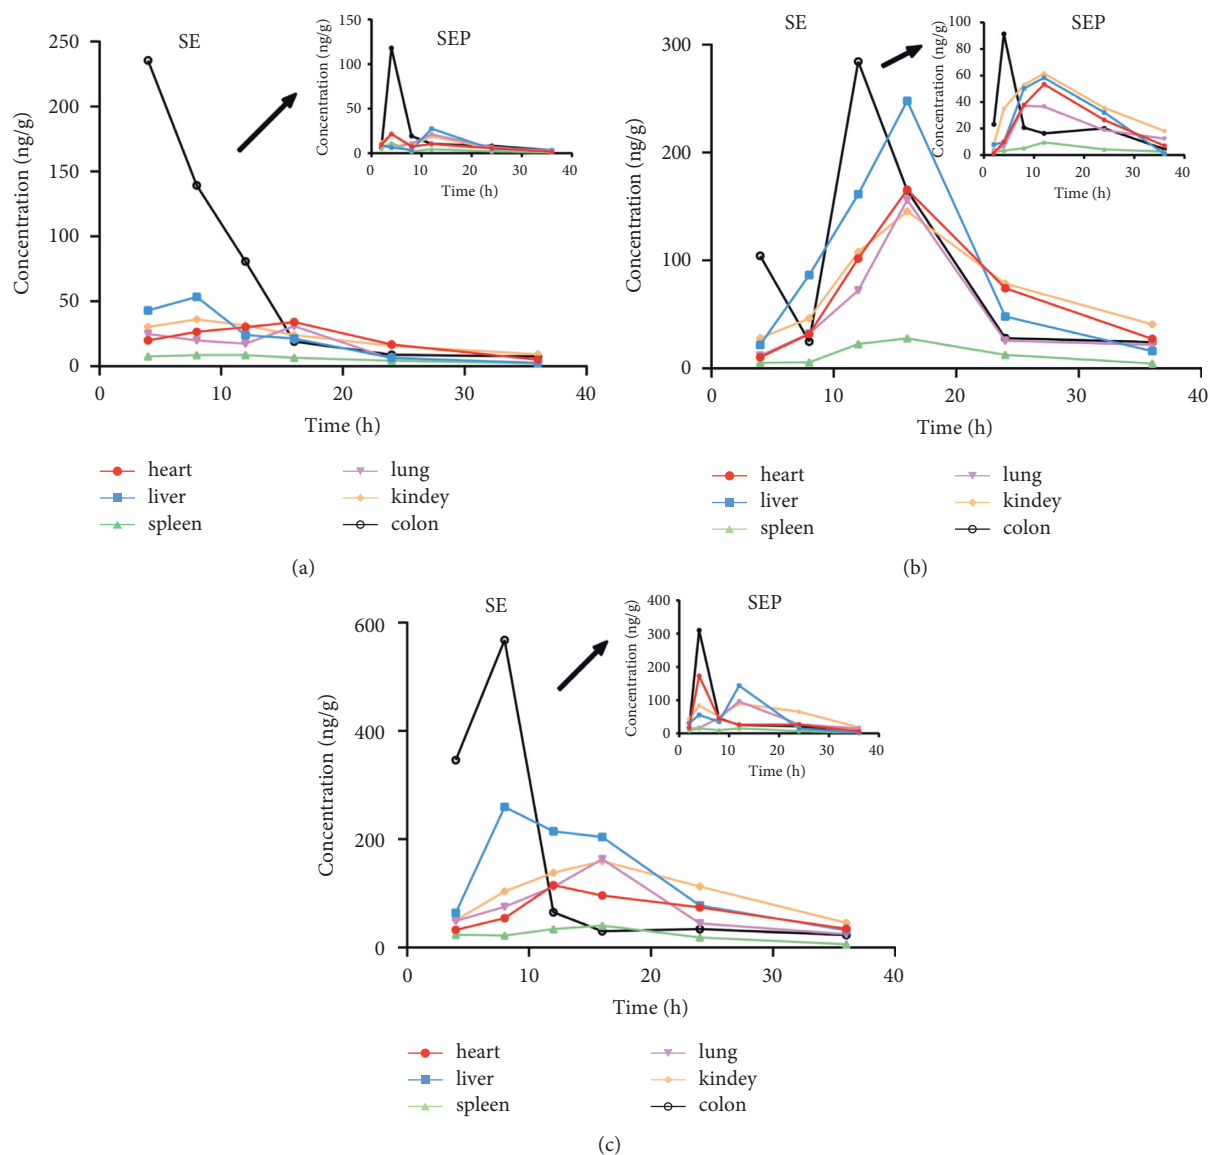 SE
SEP
Concentration (ng/g)
250
200
150
100
50
0
0 10 20 30 40
Time (h)
Concentration (ng/g)
150
100
50
0
0 10 20 30 40
Time (h)
heart
liver
spleen
lung
kindey
colon
(a)
SE
SEP
Concentration (ng/g)
300
200
100
0
0 10 20 30 40
Time (h)
Concentration (ng/g)
100
80
60
40
20
0
0 10 20 30 40
Time (h)
heart
liver
spleen
lung
kindey
colon
(b)
SE
SEP
Concentration (ng/g)
600
400
200
0
0 10 20 30 40
Time (h)
Concentration (ng/g)
400
300
200
100
0
0 10 20 30 40
Time (h)
heart
liver
spleen
lung
kindey
colon
(c)